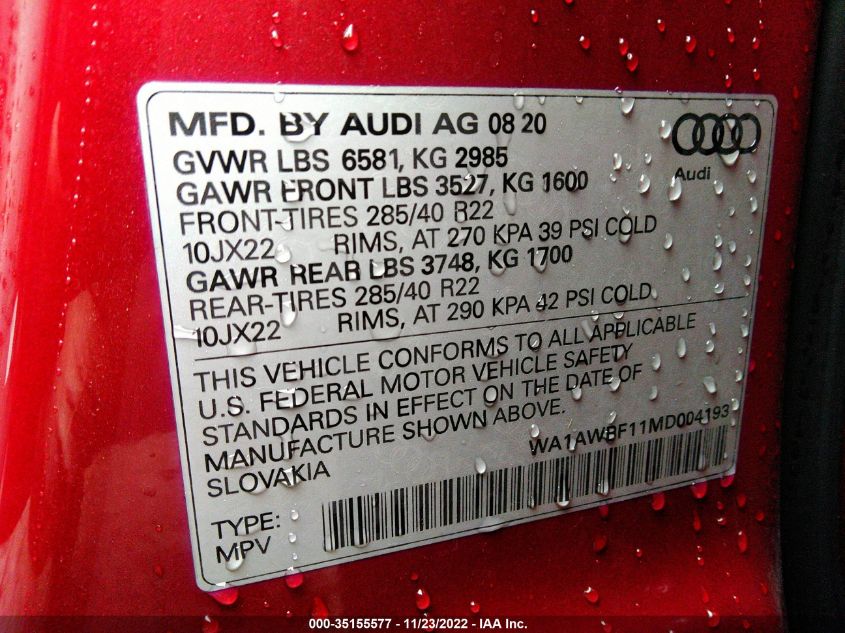 MFD. BY AUDI AG 08 20
Audi
GVWR LBS 6581, KG 2985
GAWR FRONT LBS 3527, KG 1600
FRONT-TIRES 285/40 R22
10JX22 RIMS, AT 270 KPA 39 PSI COLD
GAWR REAR LBS 3748, KG 1700
REAR-TIRES 285/40 R22
10JX22 RIMS, AT 290 KPA 42 PSI COLD
THIS VEHICLE CONFORMS TO ALL APPLICABLE
U.S. FEDERAL MOTOR VEHICLE SAFETY
STANDARDS IN EFFECT ON THE DATE OF
MANUFACTURE SHOWN ABOVE.
SLOVAKIA
WA1AWBF11MD004193
TYPE:
MPV
000-35155577 - 11/23/2022 - IAA Inc.